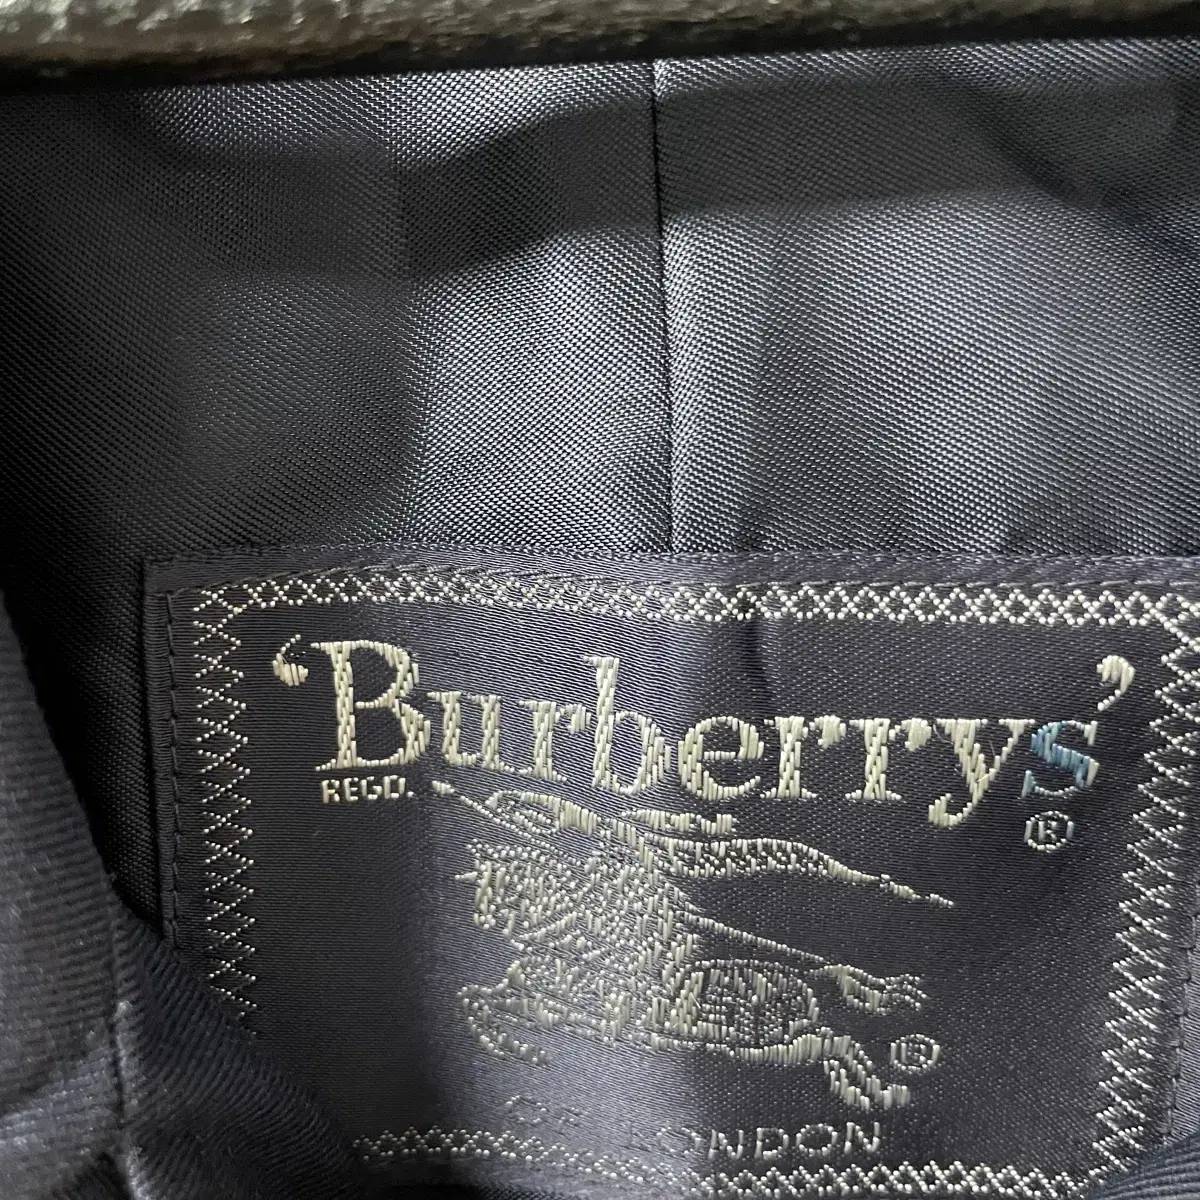 ‘Burberrys’
REGD. ®
®
OF LONDON